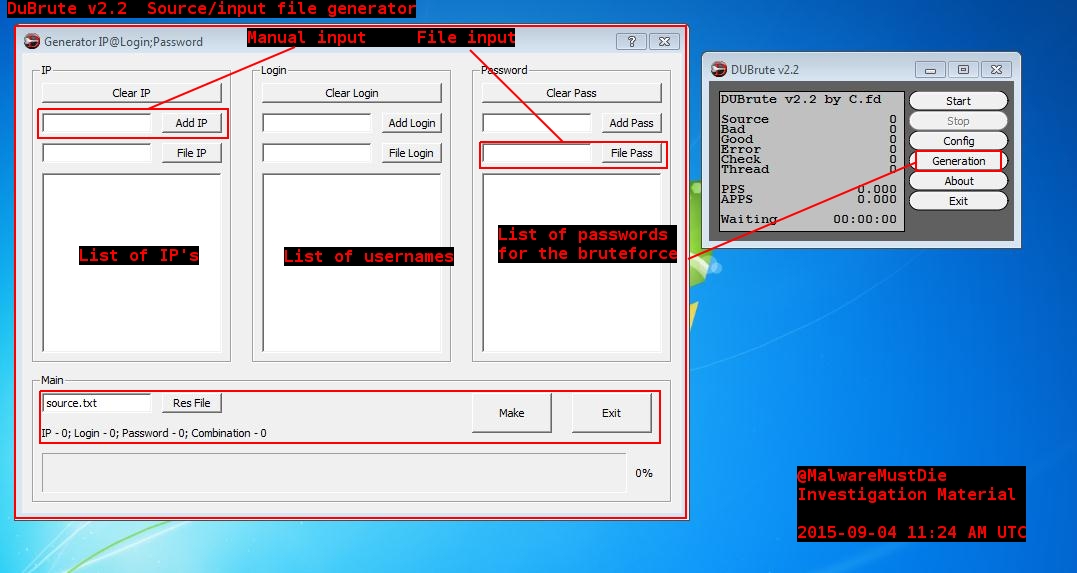 DuBrute v2.2  Source/input file generator
Generator IP@Login;Password
Manual input
File input
?
IP
Clear IP
Add IP
File IP
List of IP's
Login
Clear Login
Add Login
File Login
List of usernames
Password
Clear Pass
Add Pass
File Pass
List of passwords
for the bruteforce
Main
source.txt
Res File
Make
Exit
IP - 0; Login - 0; Password - 0; Combination - 0
0%
DUBrute v2.2
DUBrute v2.2 by C.fd
Source 0
Bad 0
Good 0
Error 0
Check 0
Thread 0
PPS 0.000
APPS 0.000
Waiting 00:00:00
Start
Stop
Config
Generation
About
Exit
@MalwareMustDie
Investigation Material
2015-09-04 11:24 AM UTC